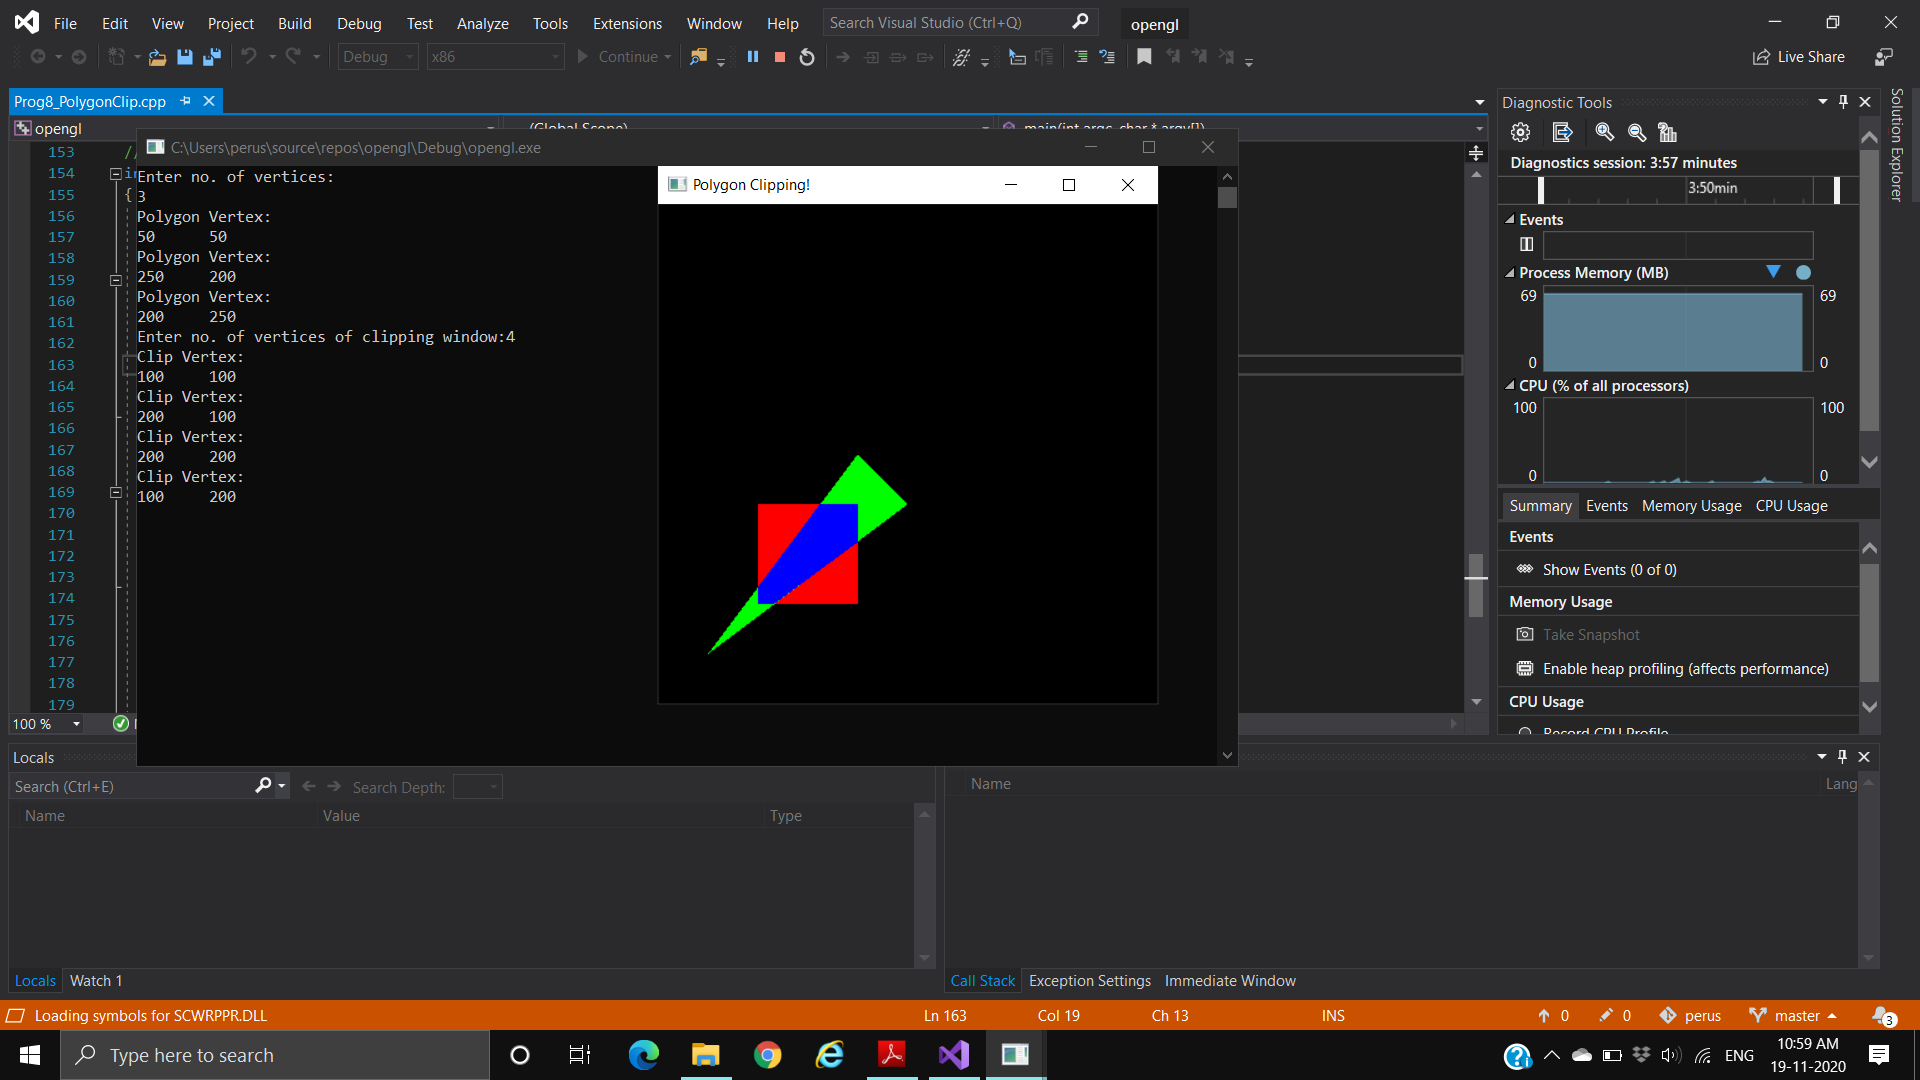 File Edit View Project Build Debug Test Analyze Tools Extensions Window Help Search Visual Studio (Ctrl+Q) opengl
Debug x86 Continue Live Share
Prog8_PolygonClip.cpp
opengl (Global Scope) main(int argc, char * argv[])
C:\Users\perus\source\repos\opengl\Debug\opengl.exe
153 //
154 in
155 {
156
157
158
159
160
161
162
163
164
165
166
167
168
169
170
171
172
173
174
175
176
177
178
179
Enter no. of vertices:
3
Polygon Vertex:
50 50
Polygon Vertex:
250 200
Polygon Vertex:
200 250
Enter no. of vertices of clipping window:4
Clip Vertex:
100 100
Clip Vertex:
200 100
Clip Vertex:
200 200
Clip Vertex:
100 200
Polygon Clipping!
100 %
Diagnostic Tools
Diagnostics session: 3:57 minutes
3:50min
Events
Process Memory (MB)
69 69
0 0
CPU (% of all processors)
100 100
0 0
Summary Events Memory Usage CPU Usage
Events
Show Events (0 of 0)
Memory Usage
Take Snapshot
Enable heap profiling (affects performance)
CPU Usage
Record CPU Profile
Solution Explorer
Locals
Search (Ctrl+E) Search Depth:
Name Value Type
Locals Watch 1
Name Lang
Call Stack Exception Settings Immediate Window
Loading symbols for SCWRPPR.DLL Ln 163 Col 19 Ch 13 INS 0 0 perus master 3
Type here to search
ENG
10:59 AM
19-11-2020